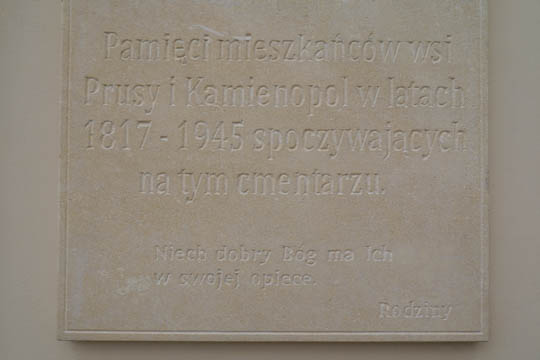 Pamięci mieszkańców wsi
Prusy i Kamienopol w latach
1817 - 1945 spoczywających
na tym cmentarzu.
Niech dobry Bóg ma Ich
w swojej opiece.
Rodziny